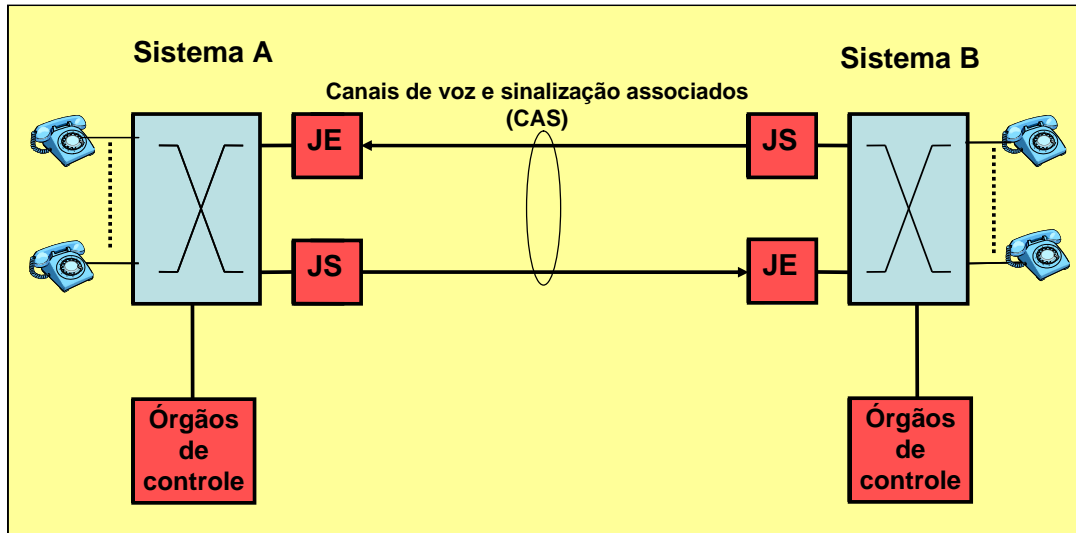 Sistema A
Sistema B
Canais de voz e sinalização associados
(CAS)
JE
JS
JS
JE
Órgãos
de
controle
Órgãos
de
controle